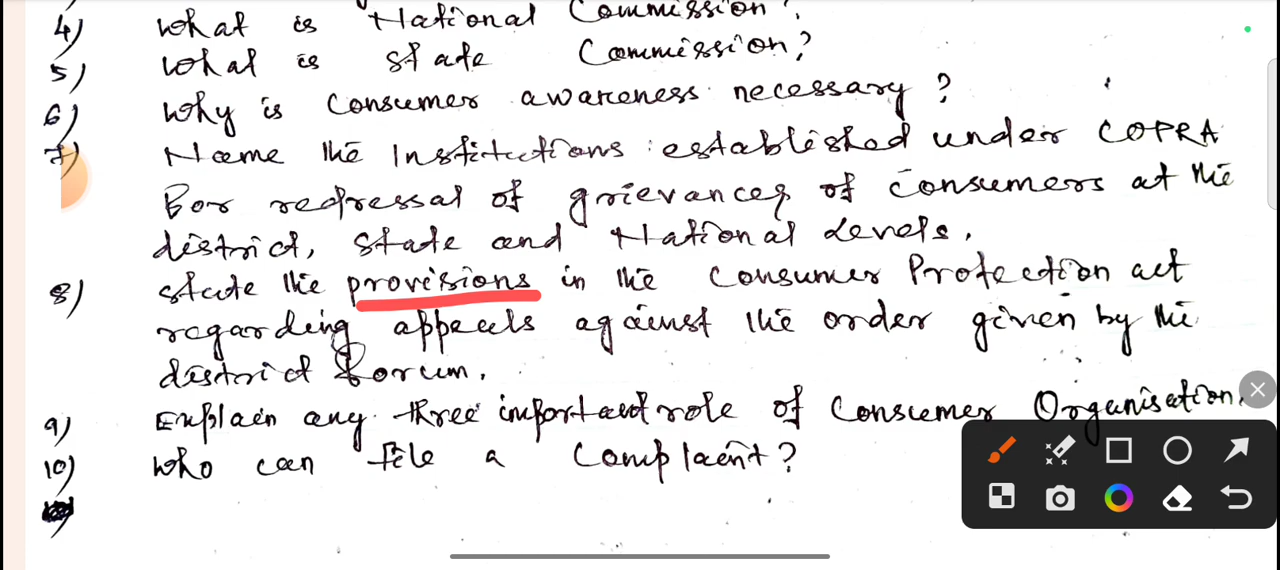 4) What is National Commission?
5) What is state Commission?
6) Why is Consumer awareness necessary?
7) Name the Institutions established under COPRA
For redressal of grievances of Consumers at the
district, State and National Levels.
8) State the provisions in the Consumer Protection act
regarding appeals against the order given by the
district Forum.
9) Explain any three important role of Consumer Organisation.
10) Who can file a Complaint?